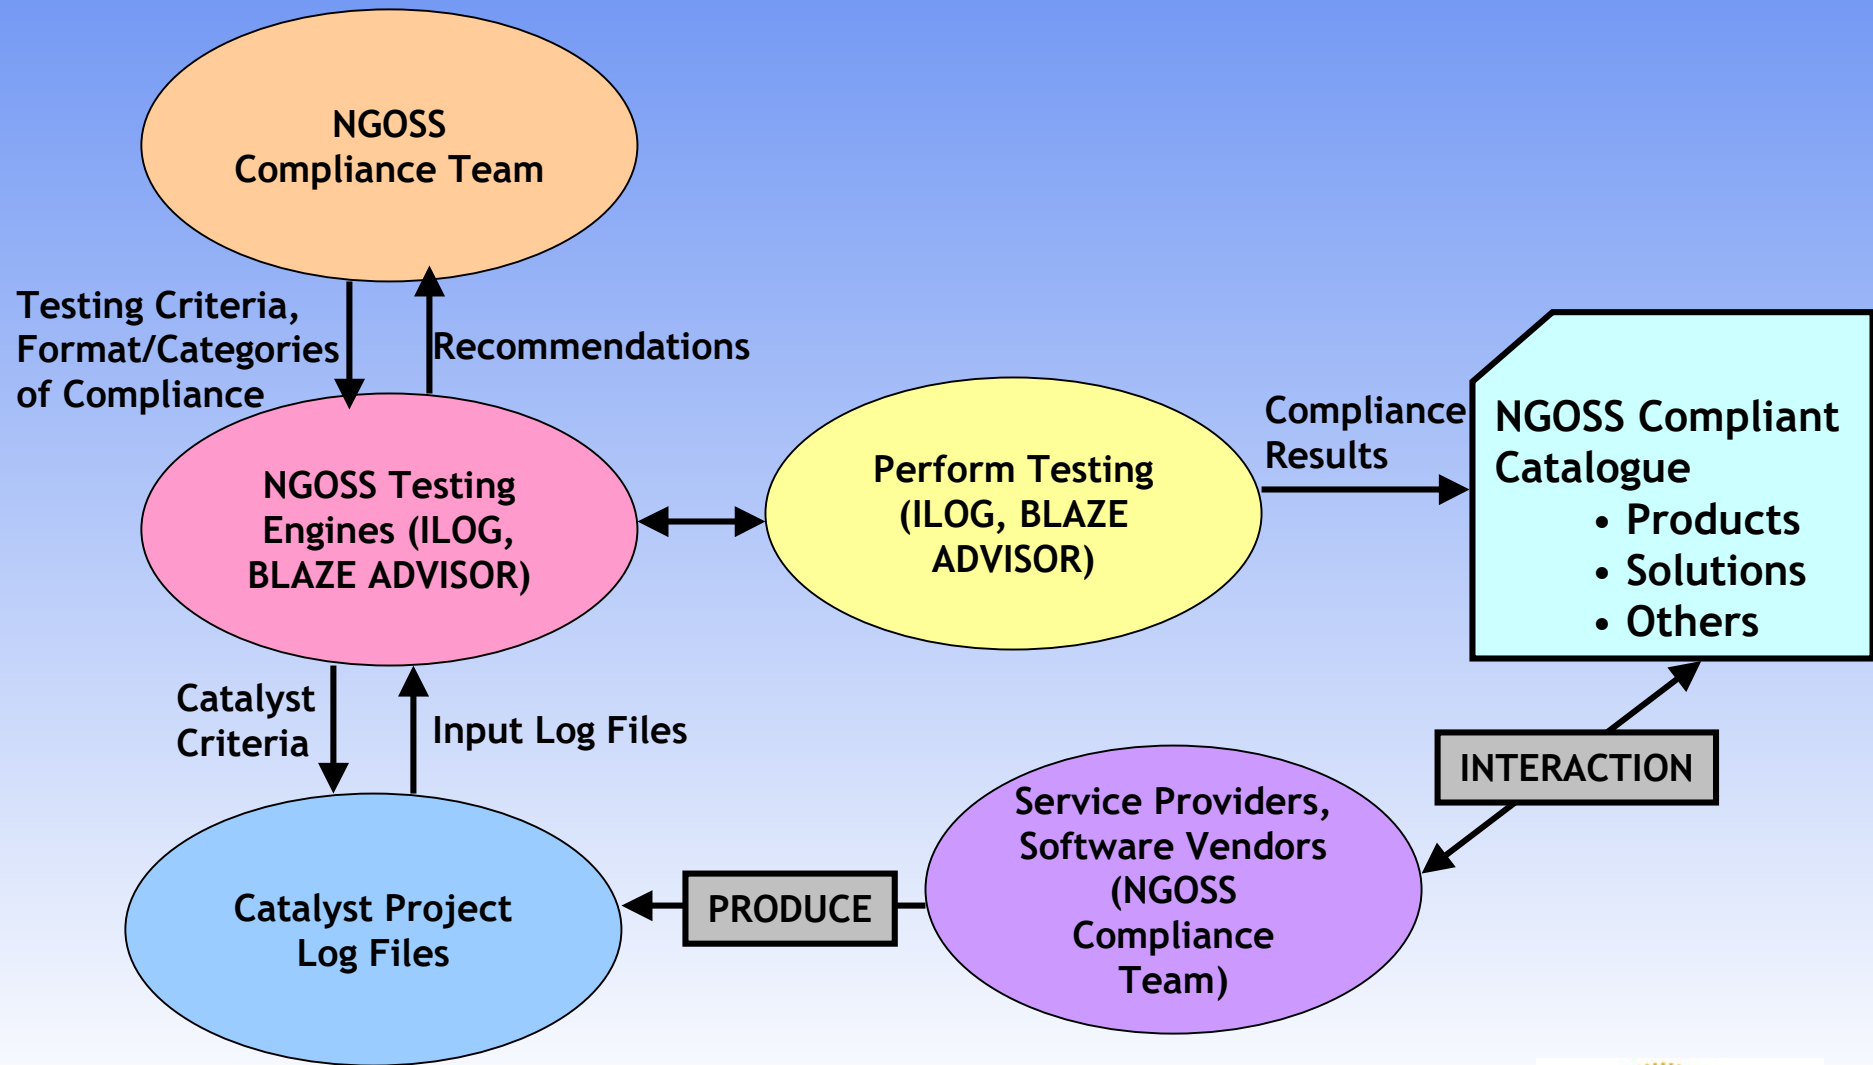 NGOSS
Compliance Team
Testing Criteria,
Format/Categories
of Compliance
Recommendations
NGOSS Testing
Engines (ILOG,
BLAZE ADVISOR)
Perform Testing
(ILOG, BLAZE
ADVISOR)
Compliance
Results
NGOSS Compliant
Catalogue
• Products
• Solutions
• Others
Catalyst
Criteria
Input Log Files
INTERACTION
Catalyst Project
Log Files
PRODUCE
Service Providers,
Software Vendors
(NGOSS
Compliance
Team)